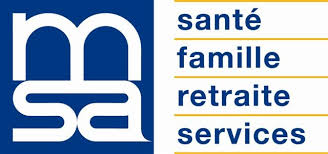 msa
santé
famille
retraite
services